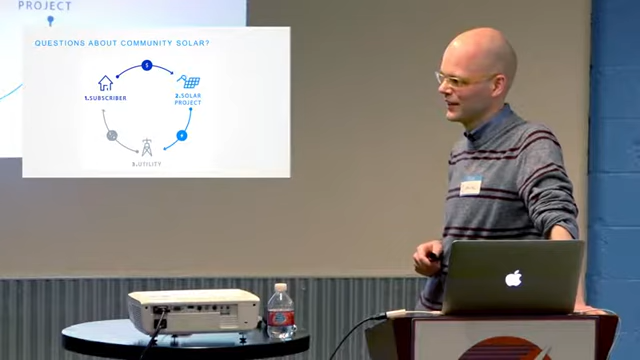 PROJECT
QUESTIONS ABOUT COMMUNITY SOLAR?
$
1.SUBSCRIBER
2.SOLAR
PROJECT
3.UTILITY